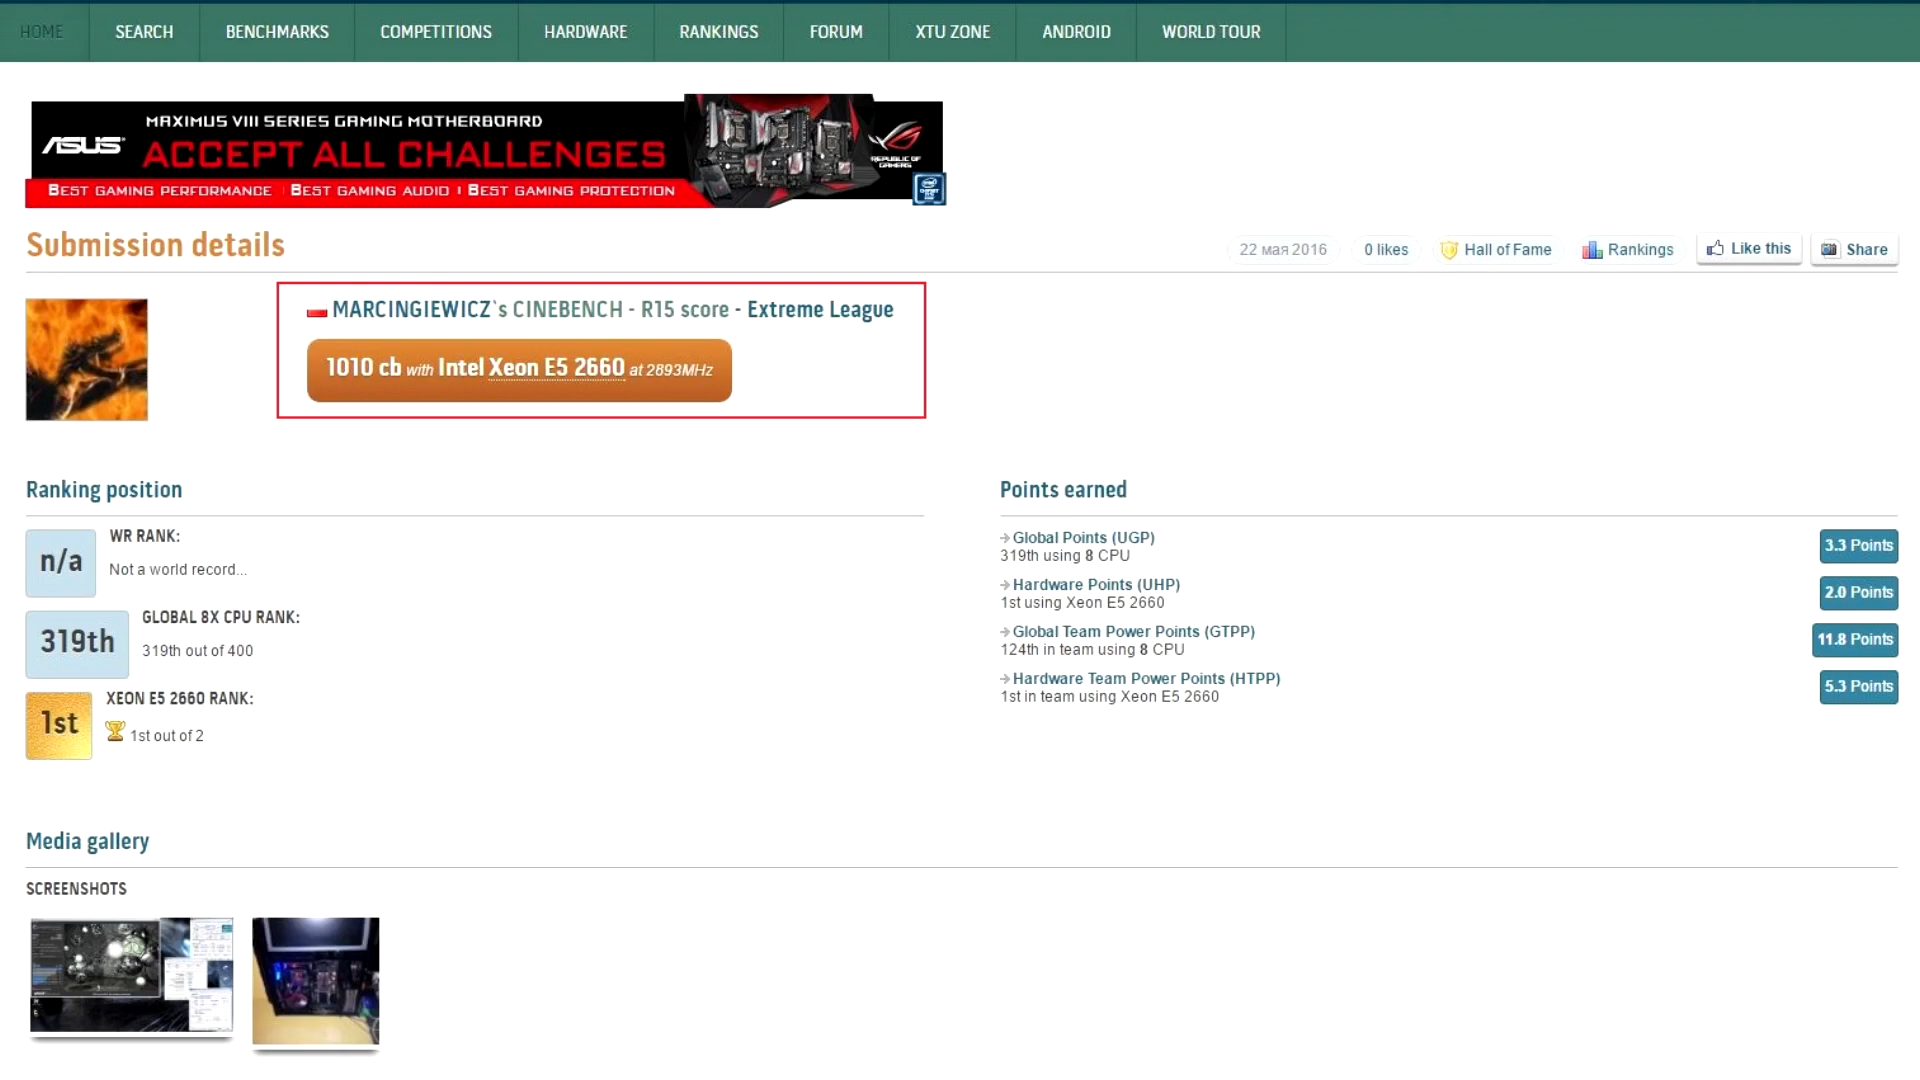 HOME SEARCH BENCHMARKS COMPETITIONS HARDWARE RANKINGS FORUM XTU ZONE ANDROID WORLD TOUR
MAXIMUS VIII SERIES GAMING MOTHERBOARD
ASUS ACCEPT ALL CHALLENGES
REPUBLIC OF GAMERS
BEST GAMING PERFORMANCE | BEST GAMING AUDIO | BEST GAMING PROTECTION
Submission details
22 мая 2016 0 likes Hall of Fame Rankings Like this Share
MARCINGIEWICZ`s CINEBENCH - R15 score - Extreme League
1010 cb with Intel Xeon E5 2660 at 2893MHz
Ranking position
n/a WR RANK:
Not a world record...
319th GLOBAL 8X CPU RANK:
319th out of 400
1st XEON E5 2660 RANK:
1st out of 2
Points earned
Global Points (UGP)
319th using 8 CPU
3.3 Points
Hardware Points (UHP)
1st using Xeon E5 2660
2.0 Points
Global Team Power Points (GTPP)
124th in team using 8 CPU
11.8 Points
Hardware Team Power Points (HTPP)
1st in team using Xeon E5 2660
5.3 Points
Media gallery
SCREENSHOTS